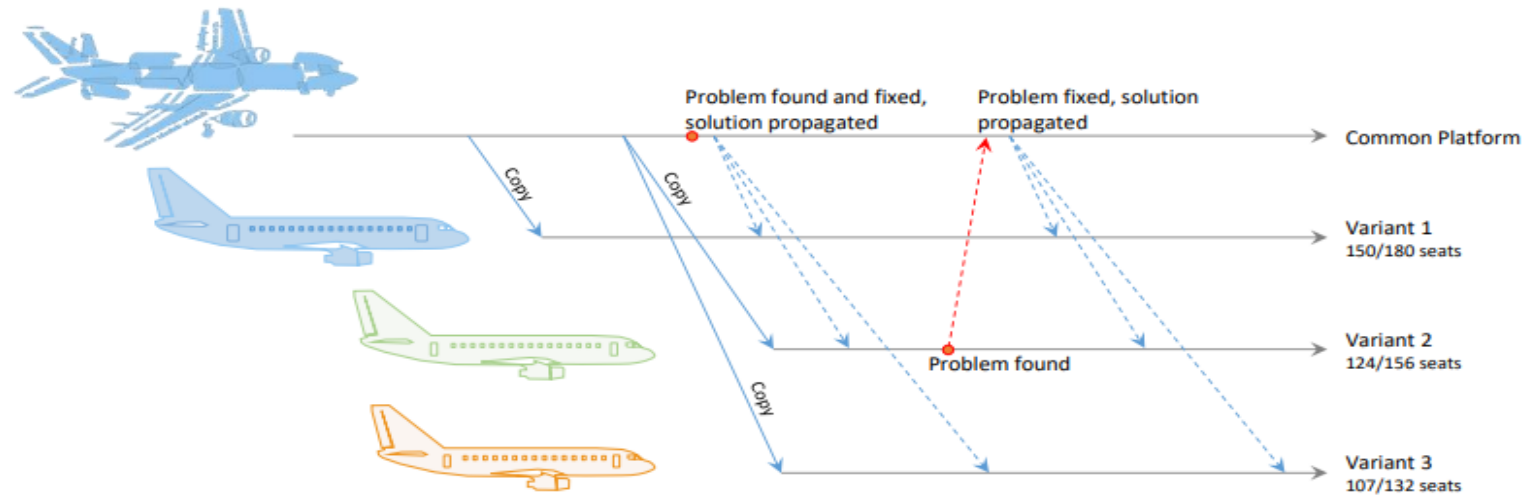 Problem found and fixed,
solution propagated
Problem fixed, solution
propagated
Common Platform
Copy
Copy
Variant 1
150/180 seats
Variant 2
124/156 seats
Problem found
Copy
Variant 3
107/132 seats